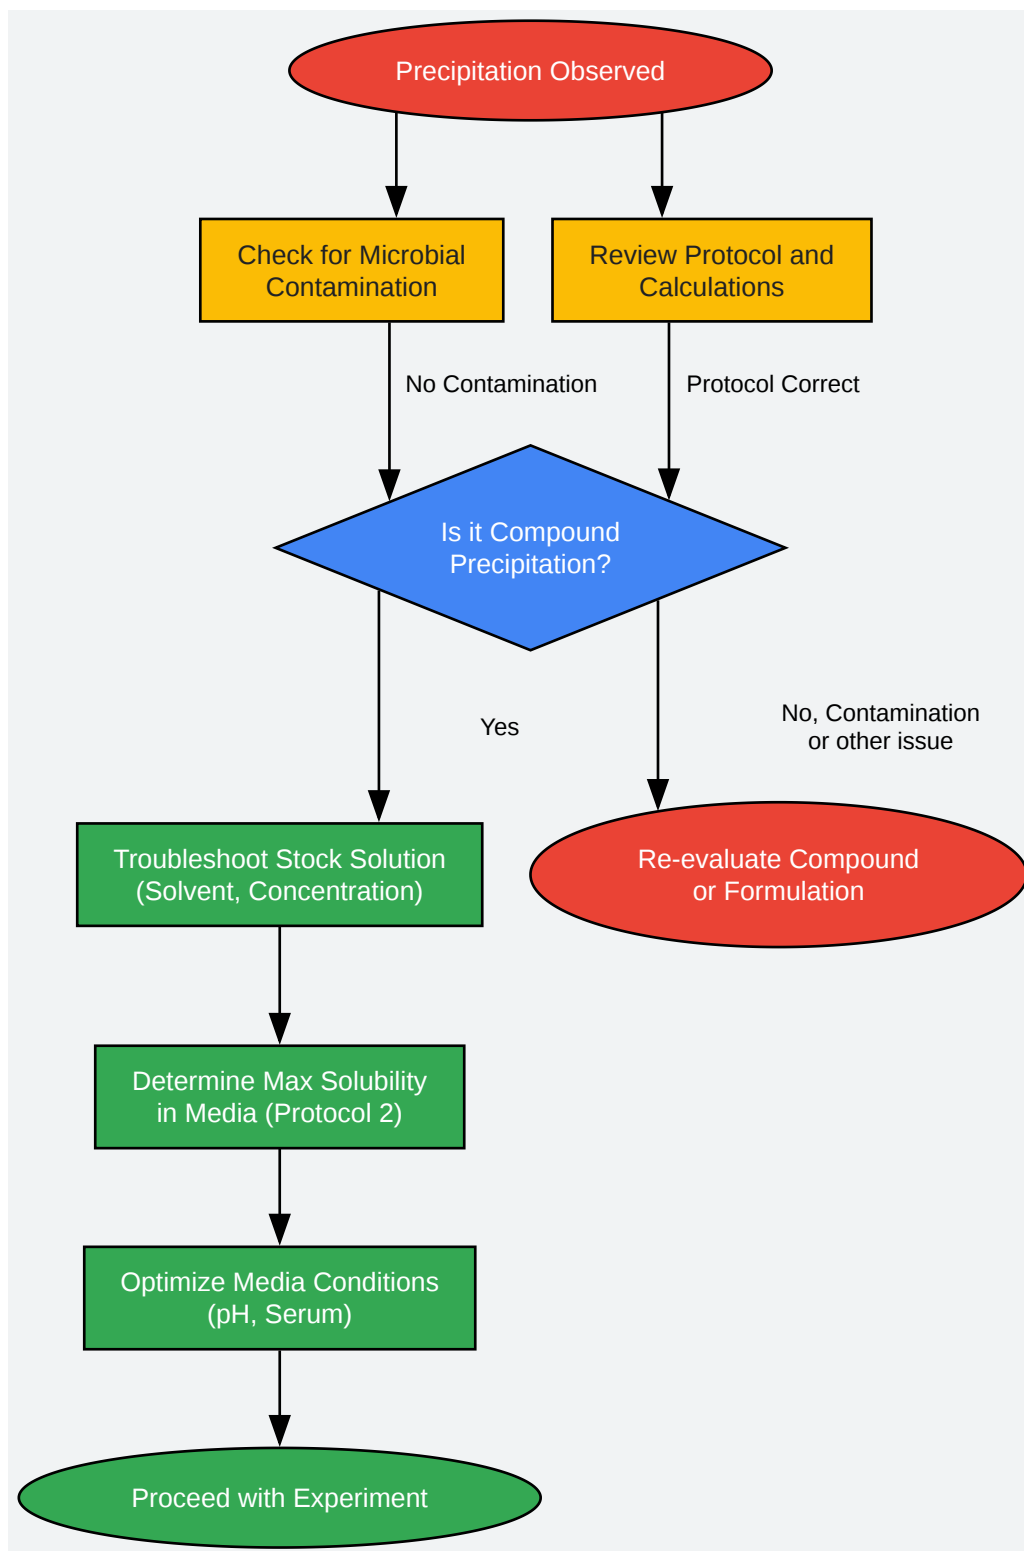 Precipitation Observed
Check for Microbial
Contamination
Review Protocol and
Calculations
No Contamination
Protocol Correct
Is it Compound
Precipitation?
Yes
No, Contamination
or other issue
Troubleshoot Stock Solution
(Solvent, Concentration)
Re-evaluate Compound
or Formulation
Determine Max Solubility
in Media (Protocol 2)
Optimize Media Conditions
(pH, Serum)
Proceed with Experiment